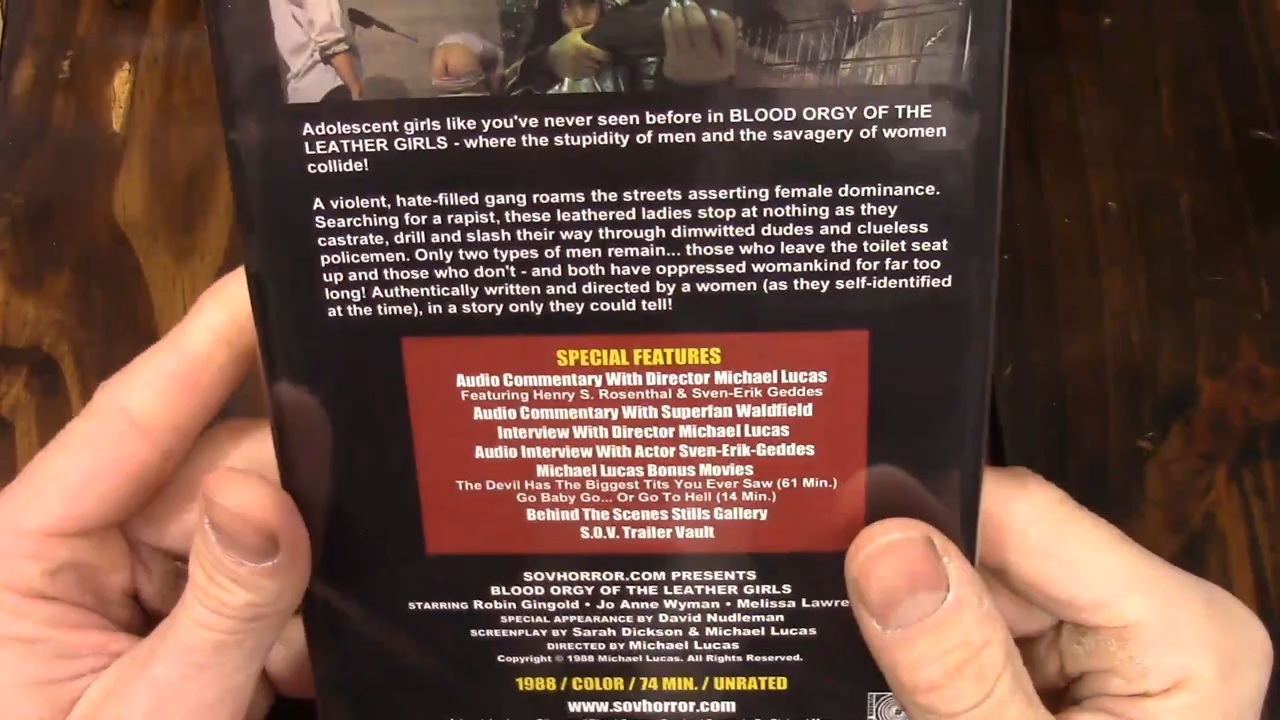 Adolescent girls like you've never seen before in BLOOD ORGY OF THE
LEATHER GIRLS - where the stupidity of men and the savagery of women
collide!
A violent, hate-filled gang roams the streets asserting female dominance.
Searching for a rapist, these leathered ladies stop at nothing as they
castrate, drill and slash their way through dimwitted dudes and clueless
policemen. Only two types of men remain... those who leave the toilet seat
up and those who don't - and both have oppressed womankind for far too
long! Authentically written and directed by a women (as they self-identified
at the time), in a story only they could tell!
SPECIAL FEATURES
Audio Commentary With Director Michael Lucas
Featuring Henry S. Rosenthal & Sven-Erik Geddes
Audio Commentary With Superfan Waldfield
Interview With Director Michael Lucas
Audio Interview With Actor Sven-Erik-Geddes
Michael Lucas Bonus Movies
The Devil Has The Biggest Tits You Ever Saw (61 Min.)
Go Baby Go... Or Go To Hell (14 Min.)
Behind The Scenes Stills Gallery
S.O.V. Trailer Vault
SOVHORROR.COM PRESENTS
BLOOD ORGY OF THE LEATHER GIRLS
STARRING Robin Gingold • Jo Anne Wyman • Melissa Lawre
SPECIAL APPEARANCE BY David Nudleman
SCREENPLAY BY Sarah Dickson & Michael Lucas
DIRECTED BY Michael Lucas
Copyright © 1988 Michael Lucas. All Rights Reserved.
1988 / COLOR / 74 MIN. / UNRATED
www.sovhorror.com